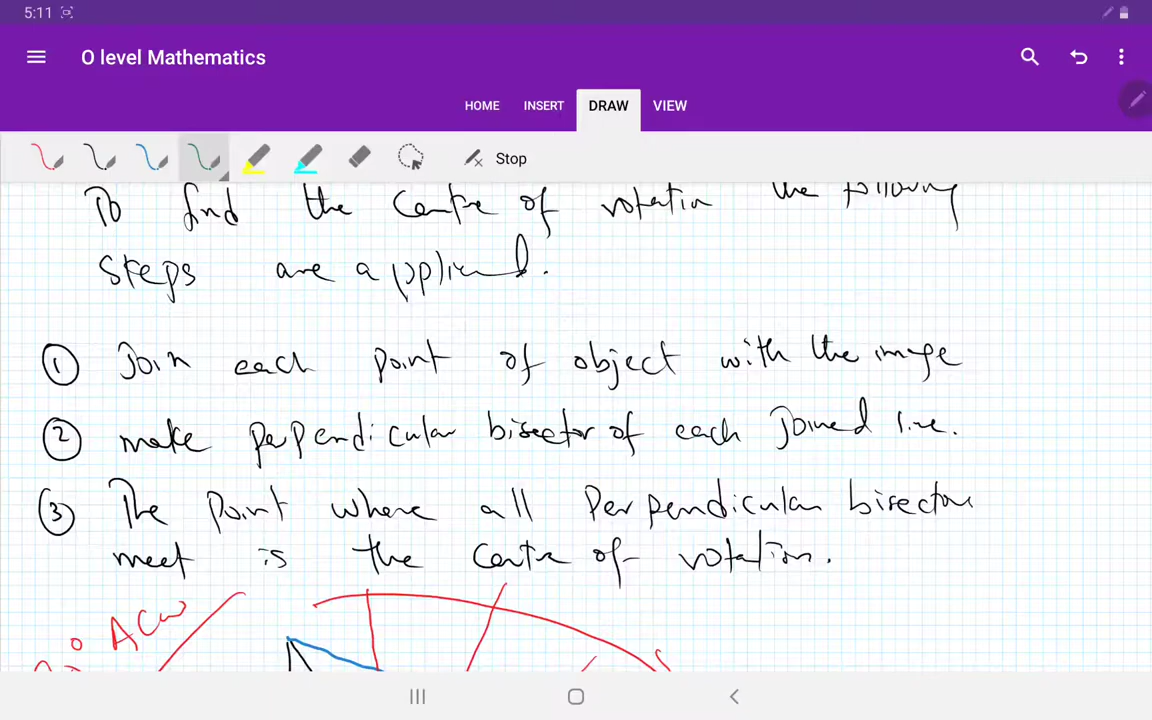 5:11
O level Mathematics
HOME INSERT DRAW VIEW
Stop
To find the Centre of rotation the following
steps are applied.
① Join each point of object with the image
② make perpendicular bisector of each Joined line.
③ The Point where all Perpendicular bisectors
meet is the Centre of rotation.
ACW